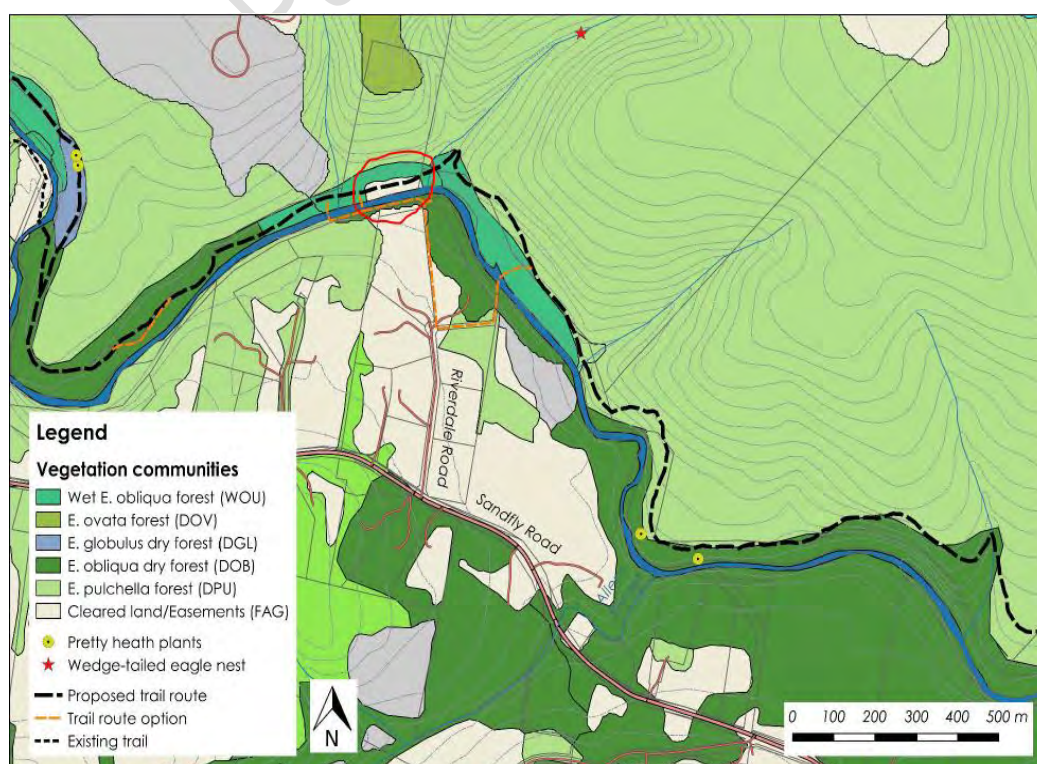 Riverdale Road
Sandfly Road
Legend
Vegetation communities
Wet E. obliqua forest (WOU)
E. ovata forest (DOV)
E. globulus dry forest (DGL)
E. obliqua dry forest (DOB)
E. pulchella forest (DPU)
Cleared land/Easements (FAG)
Pretty heath plants
Wedge-tailed eagle nest
Proposed trail route
Trail route option
Existing trail
N
0 100 200 300 400 500 m